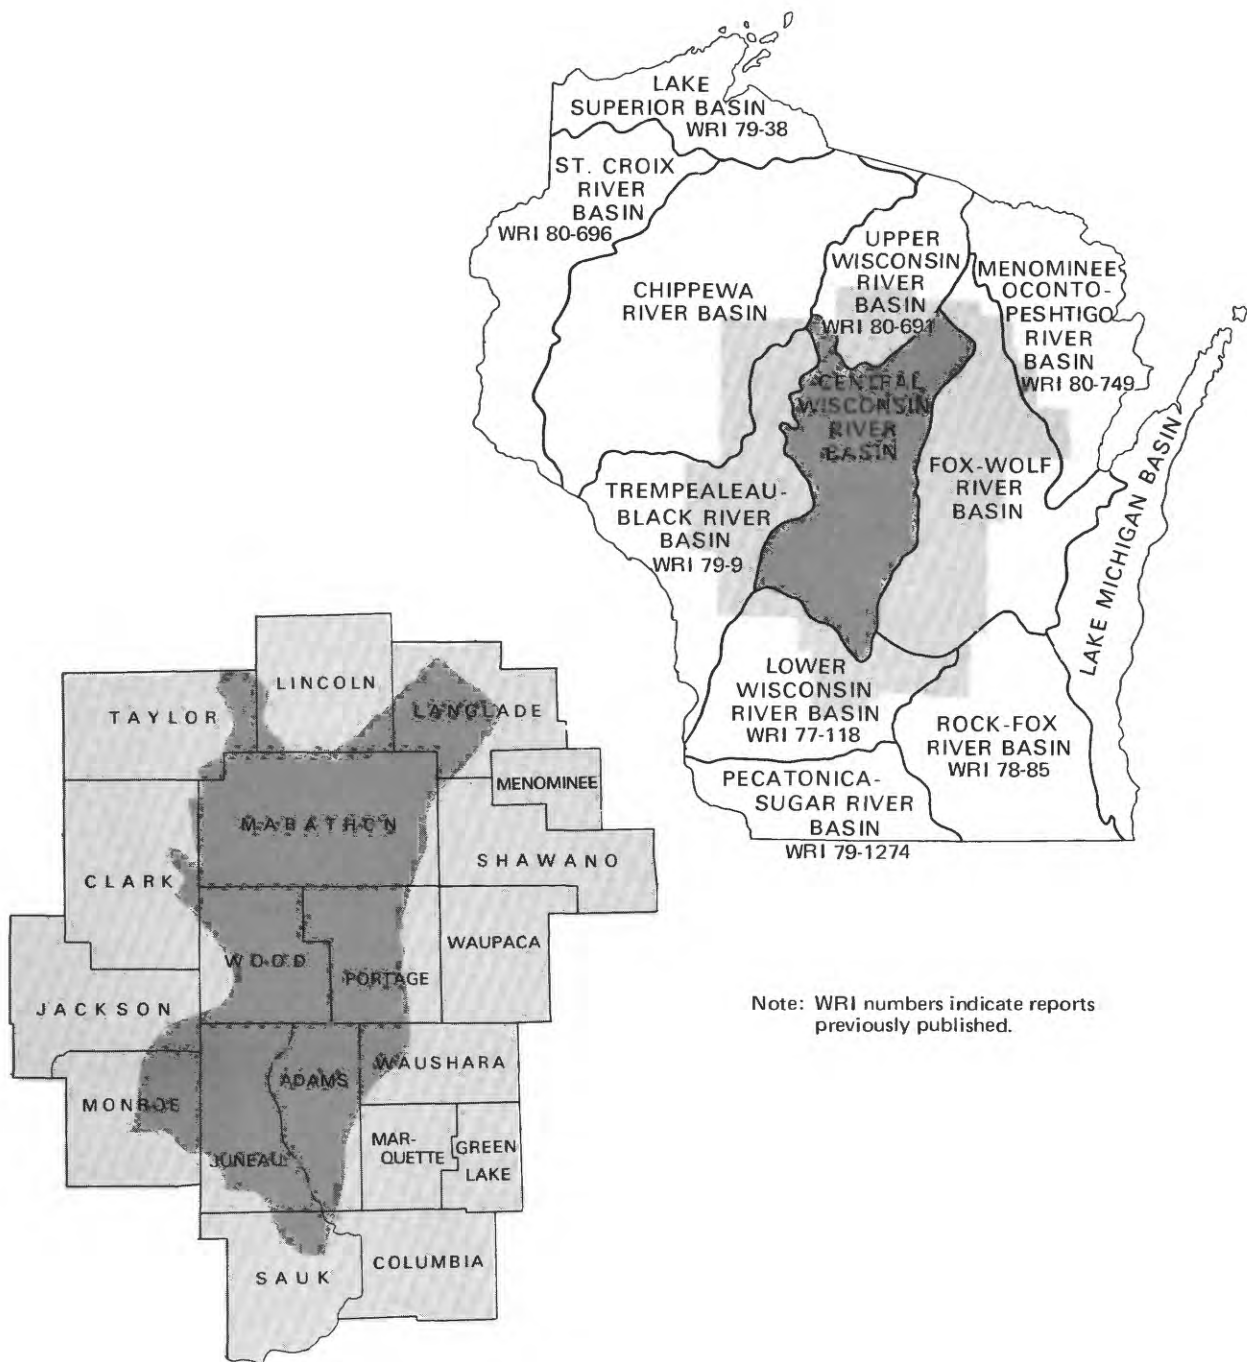 LAKE
SUPERIOR BASIN
WRI 79-38
ST. CROIX
RIVER
BASIN
WRI 80-696
CHIPPEWA
RIVER BASIN
UPPER
WISCONSIN
RIVER
BASIN
WRI 80-691
MENOMINEE-
OCONTO-
PESHTIGO
RIVER
BASIN
WRI 80-749
CENTRAL
WISCONSIN
RIVER
BASIN
FOX-WOLF
RIVER
BASIN
TREMPEALEAU-
BLACK RIVER
BASIN
WRI 79-9
LAKE MICHIGAN BASIN
LOWER
WISCONSIN
RIVER BASIN
WRI 77-118
ROCK-FOX
RIVER BASIN
WRI 78-85
PECATONICA-
SUGAR RIVER
BASIN
WRI 79-1274
LINCOLN
TAYLOR
LANGLADE
MENOMINEE
MARATHON
SHAWANO
CLARK
WAUPACA
WOOD
PORTAGE
JACKSON
WAUSHARA
ADAMS
MONROE
MAR-
QUETTE
GREEN
LAKE
JUNEAU
COLUMBIA
SAUK
Note: WRI numbers indicate reports
previously published.